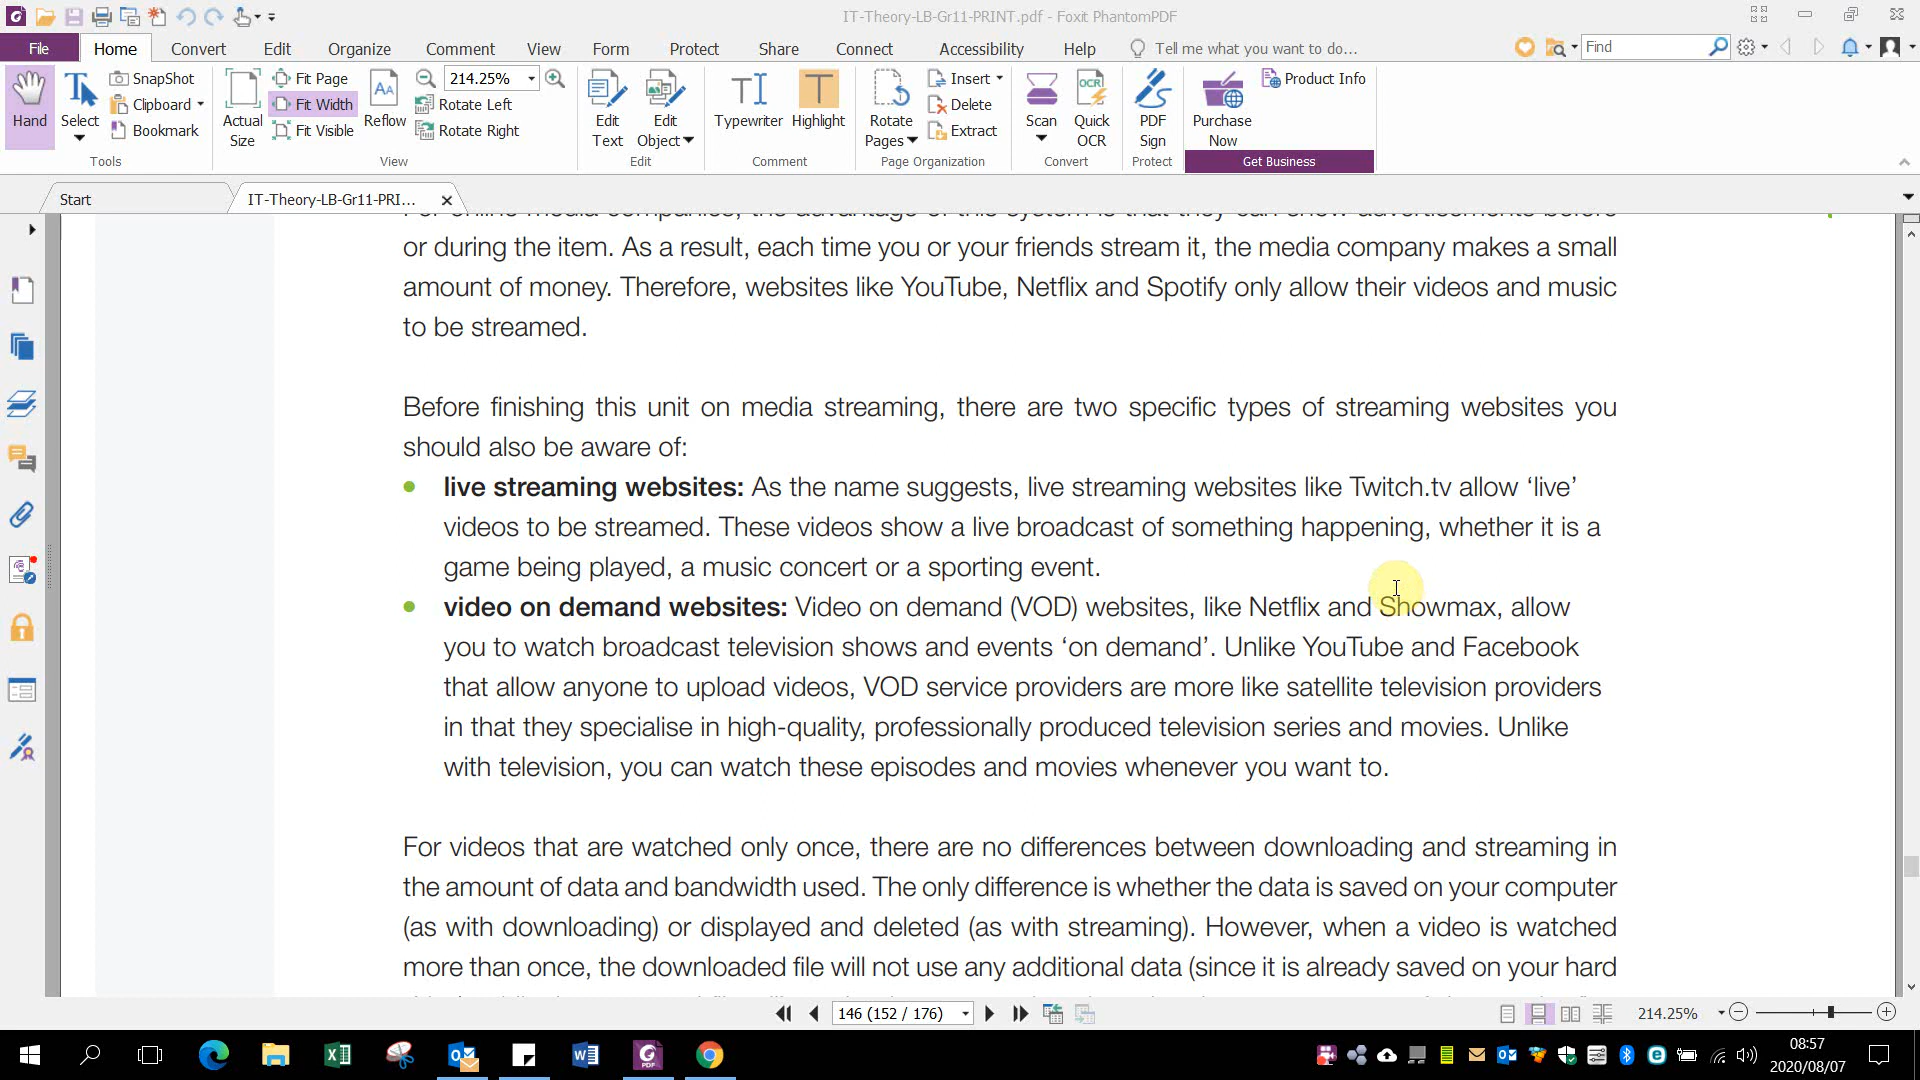 IT-Theory-LB-Gr11-PRINT.pdf - Foxit PhantomPDF
File Home Convert Edit Organize Comment View Form Protect Share Connect Accessibility Help Tell me what you want to do... Find
Hand
Select
SnapShot
Clipboard
Bookmark
Tools
Actual Size
Fit Page
Fit Width
Fit Visible
Reflow
214.25%
Rotate Left
Rotate Right
View
Edit Text
Edit Object
Edit
Typewriter
Highlight
Comment
Rotate Pages
Insert
Delete
Extract
Page Organization
Scan
Quick OCR
Convert
PDF Sign
Protect
Purchase Now
Product Info
Get Business
Start
IT-Theory-LB-Gr11-PRI...
For online media companies, the advantage of this system is that they can show advertisements before
or during the item. As a result, each time you or your friends stream it, the media company makes a small
amount of money. Therefore, websites like YouTube, Netflix and Spotify only allow their videos and music
to be streamed.
Before finishing this unit on media streaming, there are two specific types of streaming websites you
should also be aware of:
• live streaming websites: As the name suggests, live streaming websites like Twitch.tv allow ‘live’
videos to be streamed. These videos show a live broadcast of something happening, whether it is a
game being played, a music concert or a sporting event.
• video on demand websites: Video on demand (VOD) websites, like Netflix and Showmax, allow
you to watch broadcast television shows and events ‘on demand’. Unlike YouTube and Facebook
that allow anyone to upload videos, VOD service providers are more like satellite television providers
in that they specialise in high-quality, professionally produced television series and movies. Unlike
with television, you can watch these episodes and movies whenever you want to.
For videos that are watched only once, there are no differences between downloading and streaming in
the amount of data and bandwidth used. The only difference is whether the data is saved on your computer
(as with downloading) or displayed and deleted (as with streaming). However, when a video is watched
more than once, the downloaded file will not use any additional data (since it is already saved on your hard
146 (152 / 176)
214.25%
08:57
2020/08/07